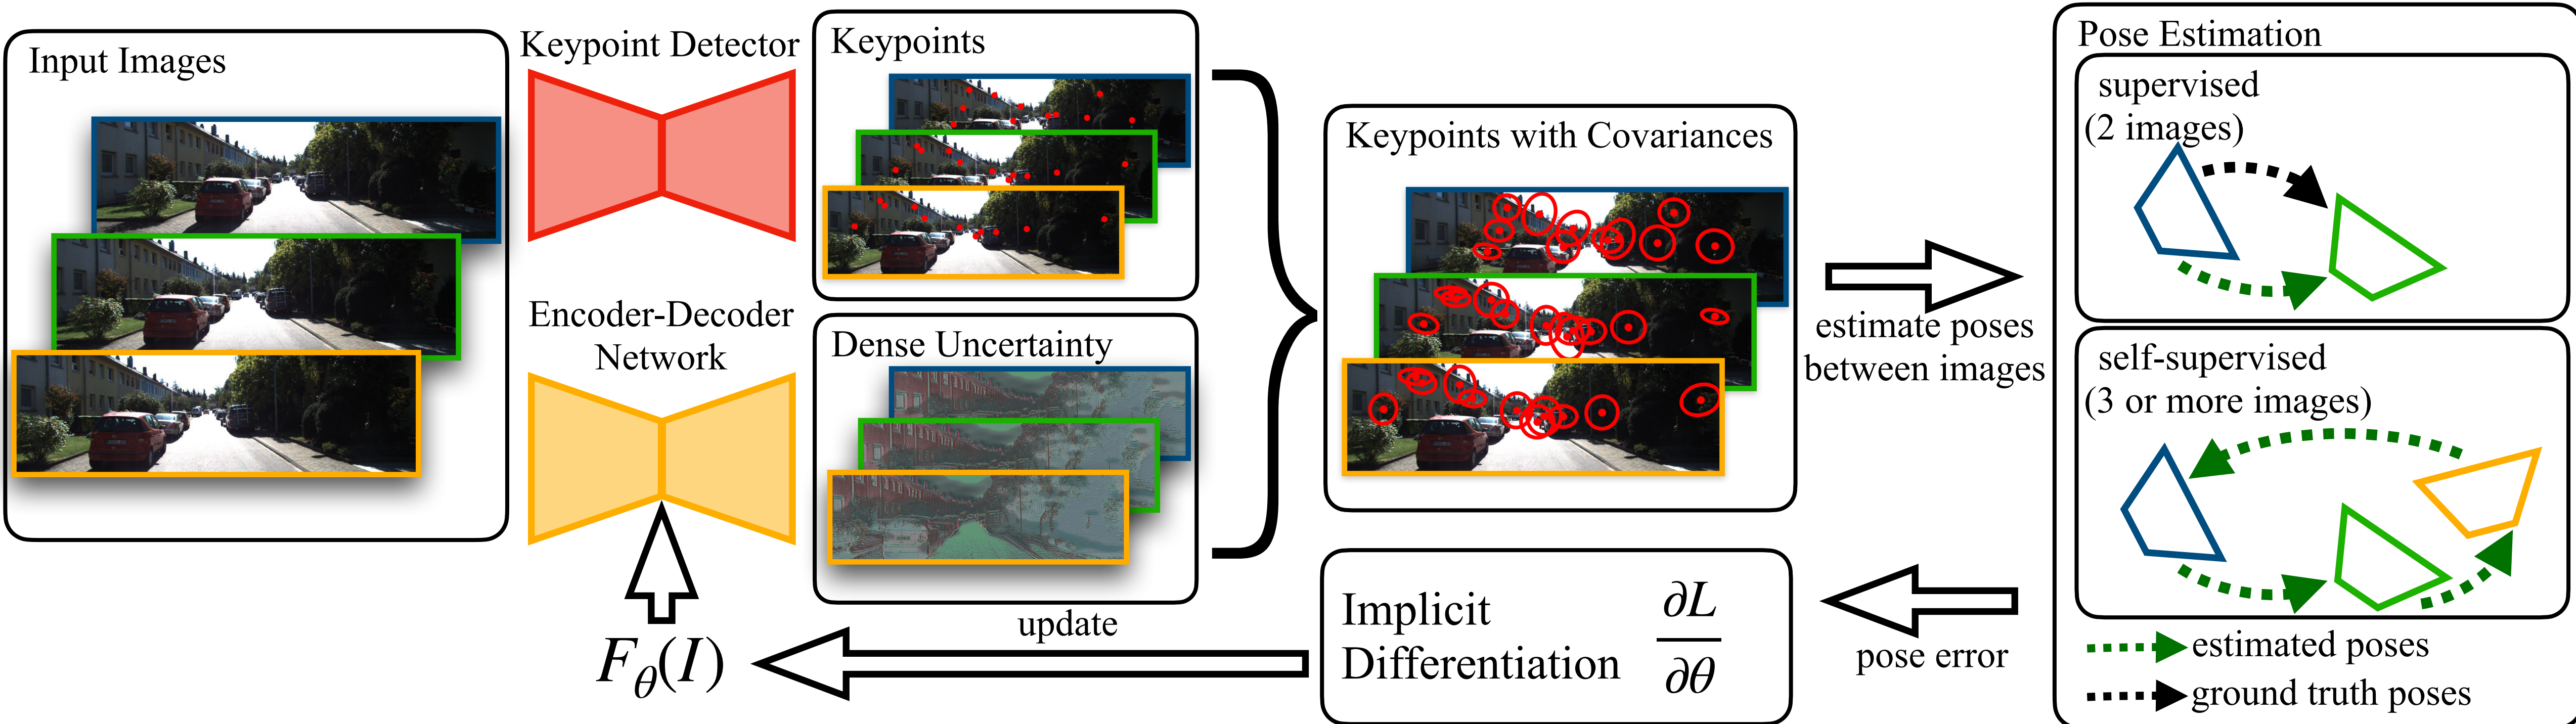 Input Images
Keypoint Detector
Encoder-Decoder
Network
F_θ(I)
Keypoints
Dense Uncertainty
update
Keypoints with Covariances
Implicit
Differentiation
∂L
∂θ
estimate poses
between images
pose error
Pose Estimation
supervised
(2 images)
self-supervised
(3 or more images)
estimated poses
ground truth poses